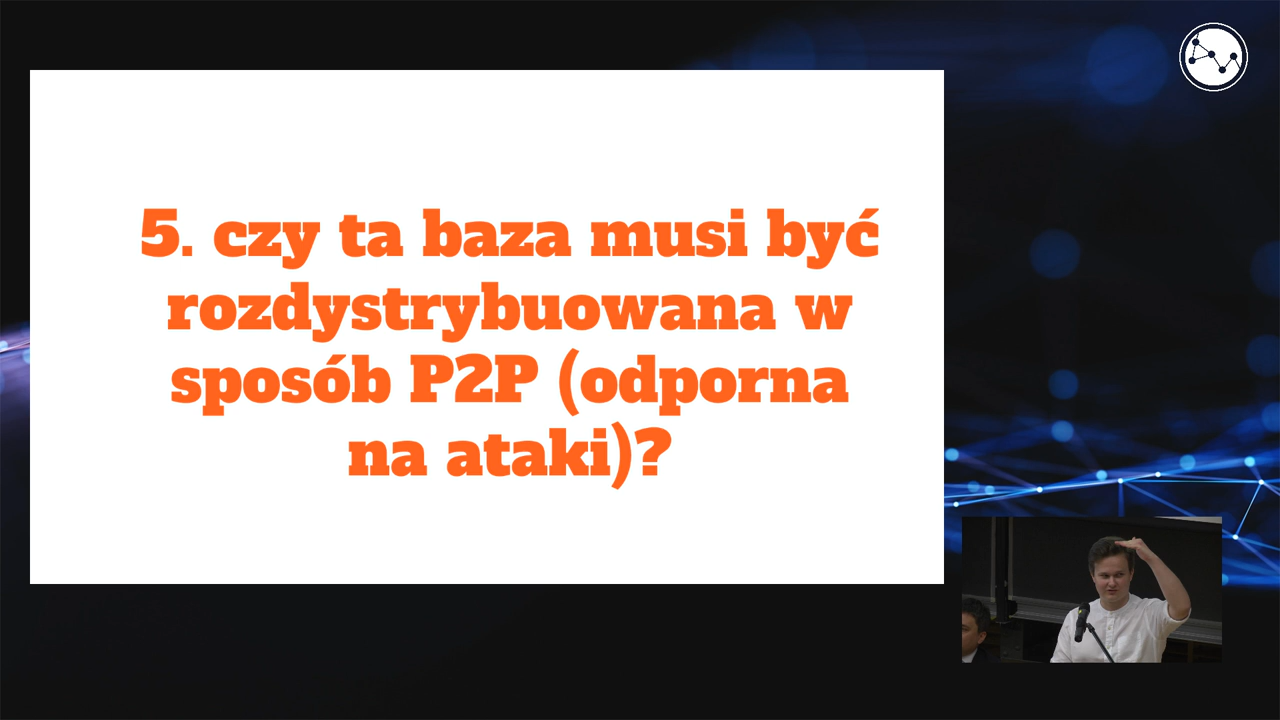 5. czy ta baza musi być
rozdystrybuowana w
sposób P2P (odporna
na ataki)?